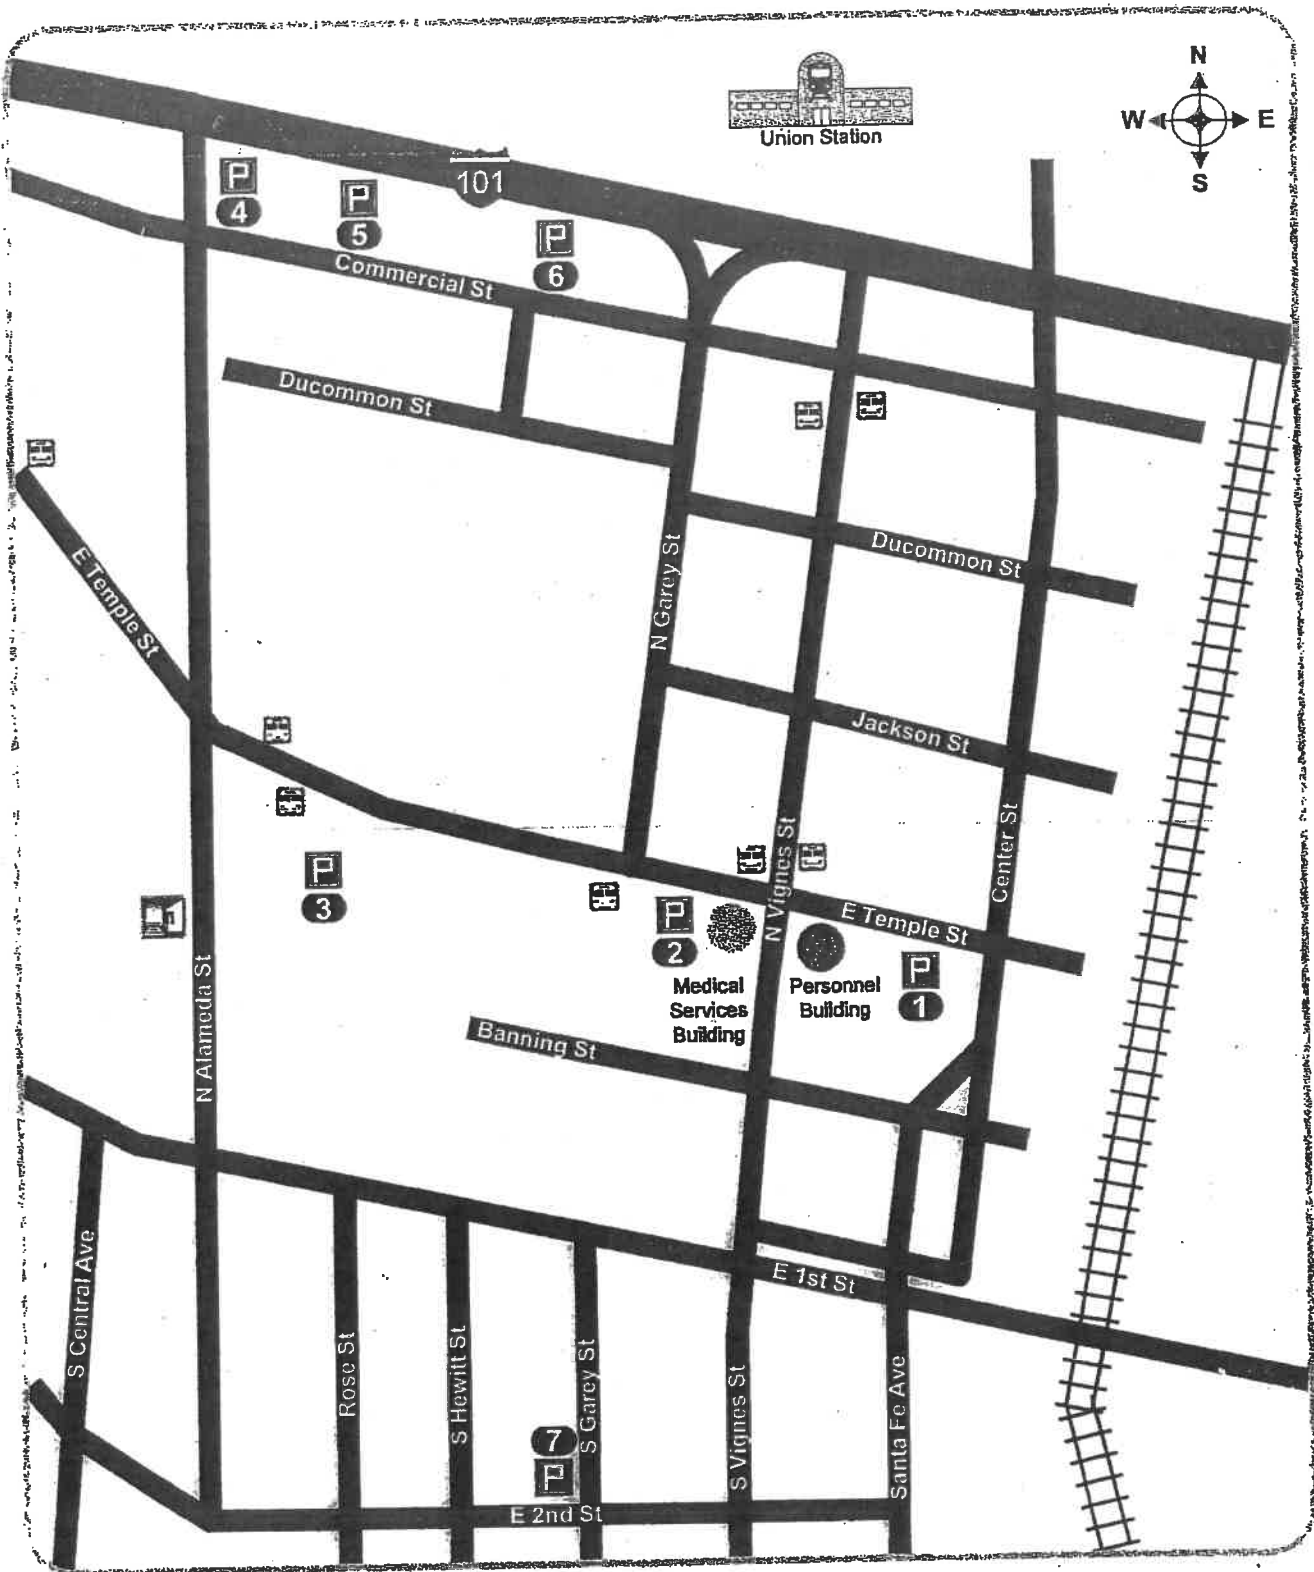 N
W E
S
Union Station
101
P
4
P
5
P
6
Commercial St
Ducommon St
E Temple St
N Garey St
Ducommon St
Jackson St
N Vignes St
Center St
E Temple St
P
3
P
2
P
1
Medical
Services
Building
Personnel
Building
N Alameda St
Banning St
E 1st St
S Central Ave
Rose St
S Hewitt St
S Garey St
S Vignes St
Santa Fe Ave
7
P
E 2nd St